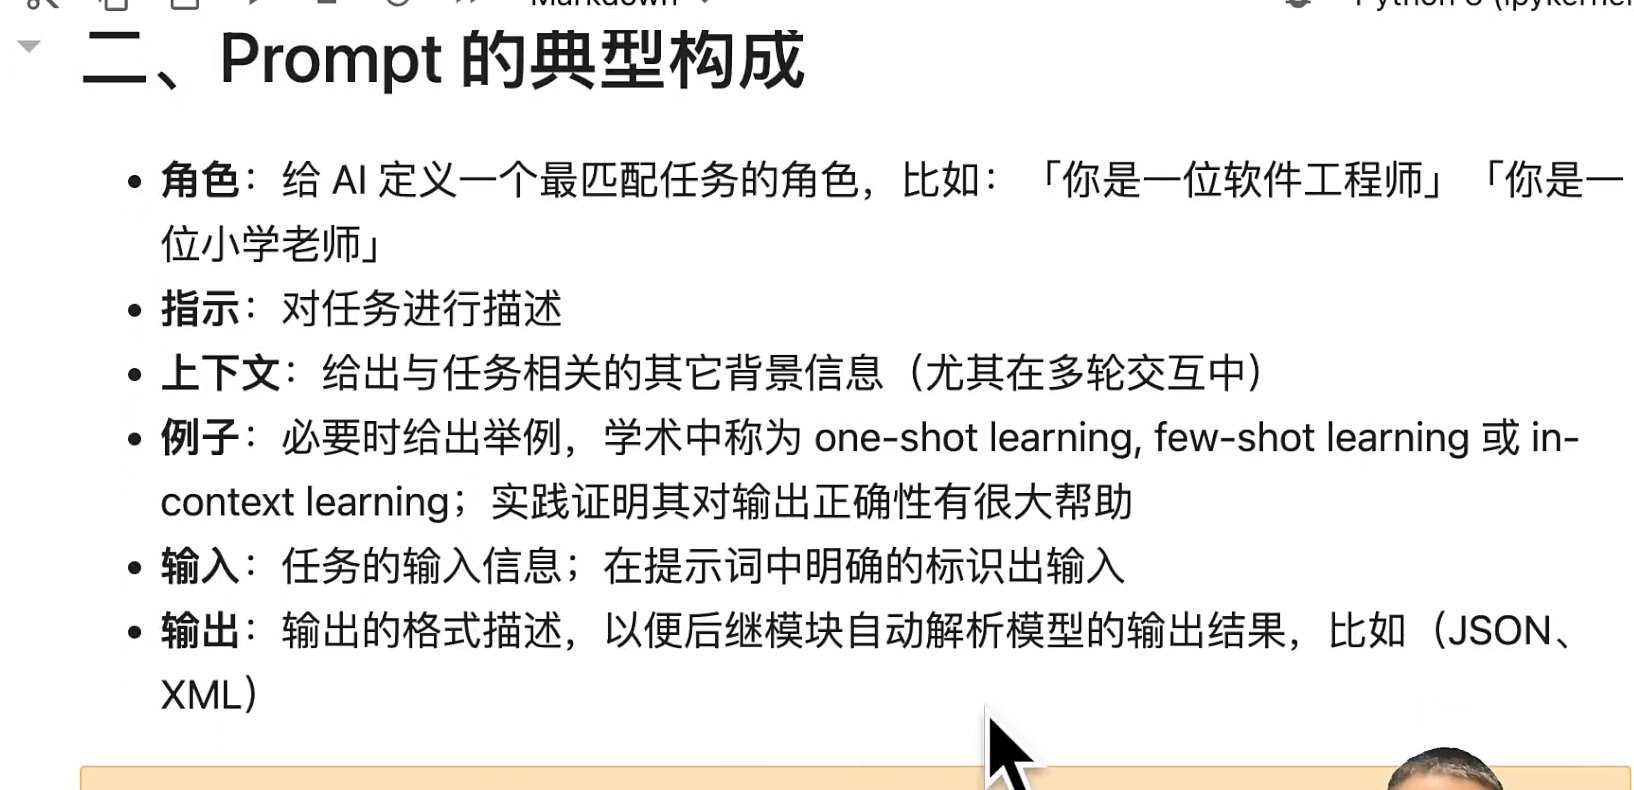 Markdown
Python 3 (ipykernel
二、Prompt 的典型构成
角色：给 AI 定义一个最匹配任务的角色，比如：「你是一位软件工程师」「你是一
位小学老师」
指示：对任务进行描述
上下文：给出与任务相关的其它背景信息（尤其在多轮交互中）
例子：必要时给出举例，学术中称为 one-shot learning, few-shot learning 或 in-
context learning；实践证明其对输出正确性有很大帮助
输入：任务的输入信息；在提示词中明确的标识出输入
输出：输出的格式描述，以便后继模块自动解析模型的输出结果，比如（JSON、
XML）